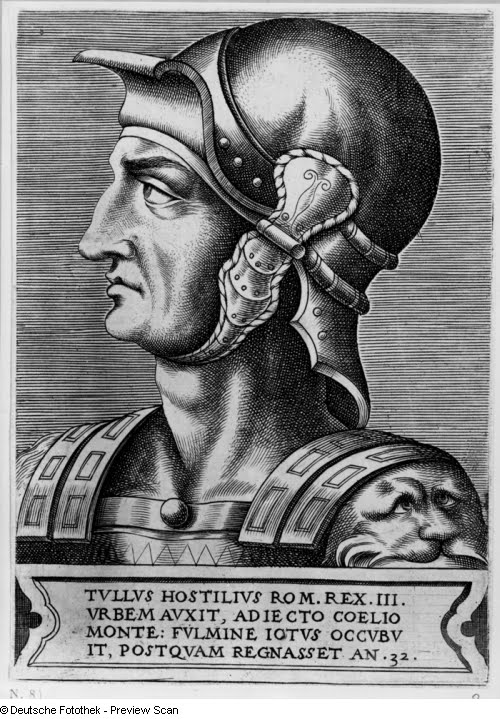 TVLLVS HOSTILIVS ROM. REX. III.
VRBEM AVXIT, ADIECTO COELIO
MONTE: FVLMINE IOTVS OCCVBV
IT, POSTQVAM REGNASSET AN. 32.
N. 8)
© Deutsche Fotothek - Preview Scan